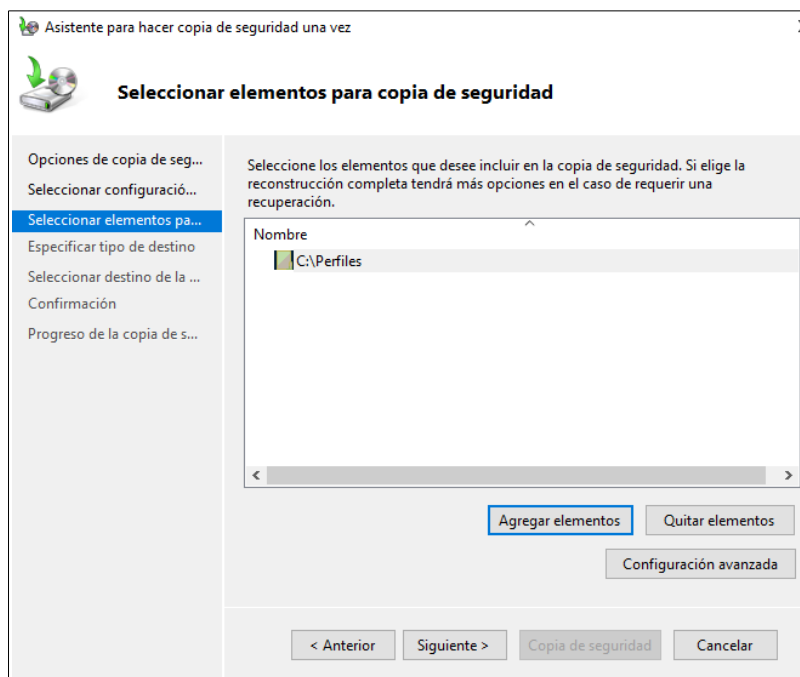 Asistente para hacer copia de seguridad una vez
Seleccionar elementos para copia de seguridad
Opciones de copia de seg...
Seleccionar configuració...
Seleccionar elementos pa...
Especificar tipo de destino
Seleccionar destino de la ...
Confirmación
Progreso de la copia de s...
Seleccione los elementos que desee incluir en la copia de seguridad. Si elige la
reconstrucción completa tendrá más opciones en el caso de requerir una
recuperación.
Nombre
C:\Perfiles
Agregar elementos
Quitar elementos
Configuración avanzada
< Anterior
Siguiente >
Copia de seguridad
Cancelar